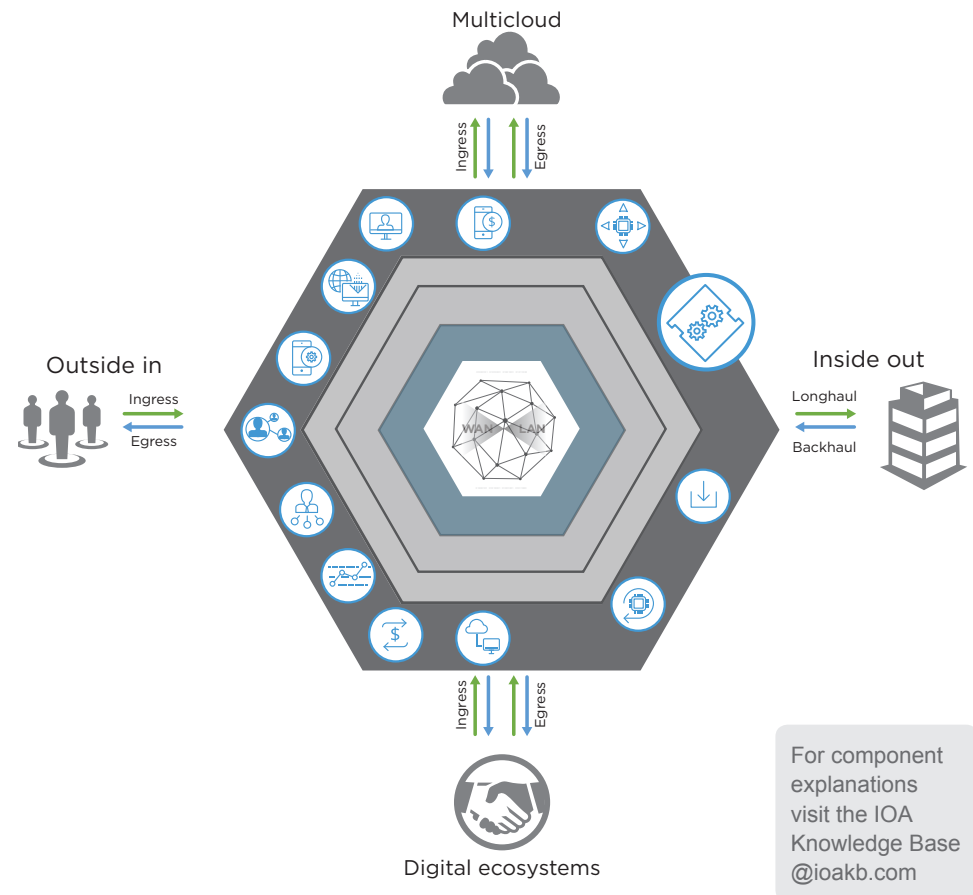 Multicloud
Ingress
Egress
$
Outside in
Ingress
Egress
Inside out
Longhaul
Backhaul
WAN LAN
$
Ingress
Egress
Digital ecosystems
For component
explanations
visit the IOA
Knowledge Base
@ioakb.com